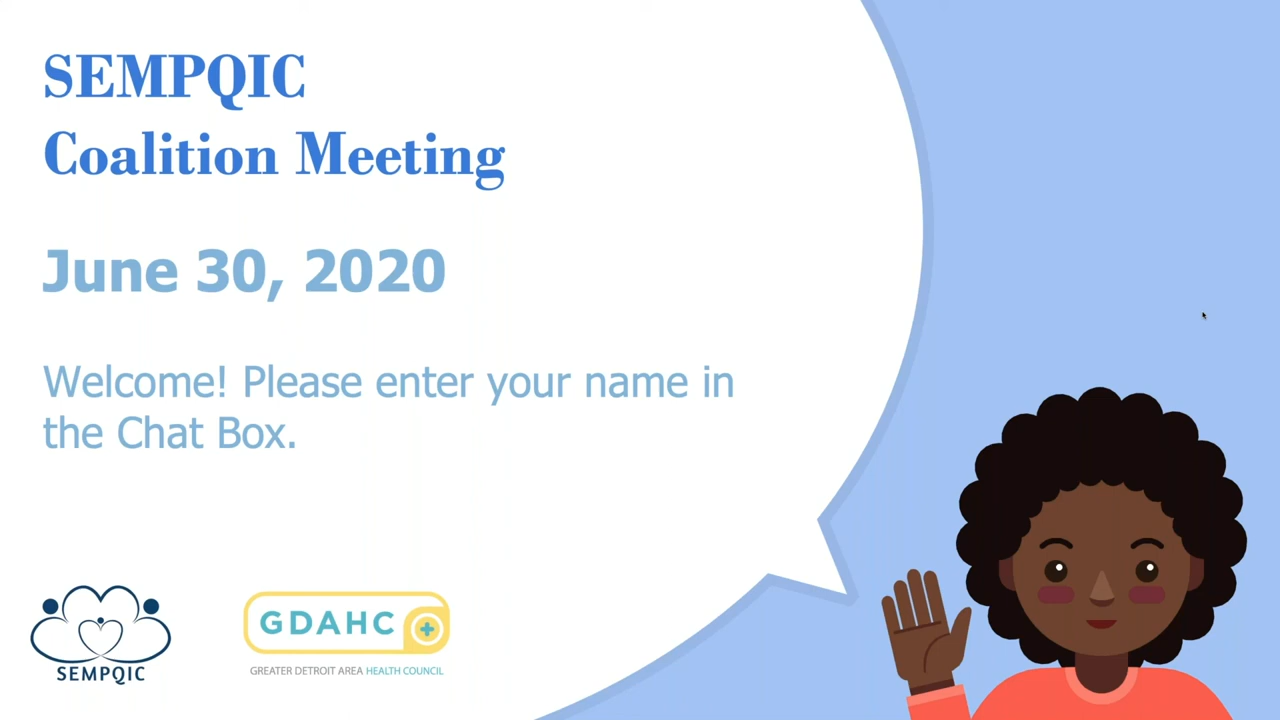 SEMPQIC
Coalition Meeting
June 30, 2020
Welcome! Please enter your name in
the Chat Box.
SEMPQIC
GDAHC
GREATER DETROIT AREA HEALTH COUNCIL